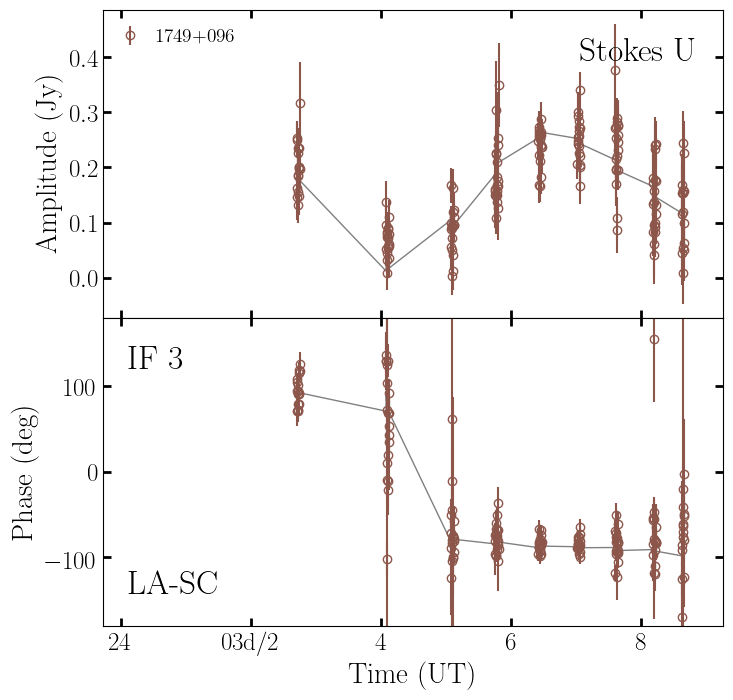 1749+096
Stokes U
Amplitude (Jy)
0.4
0.3
0.2
0.1
0.0
IF 3
LA-SC
Phase (deg)
100
0
−100
24 03d/2 4 6 8
Time (UT)